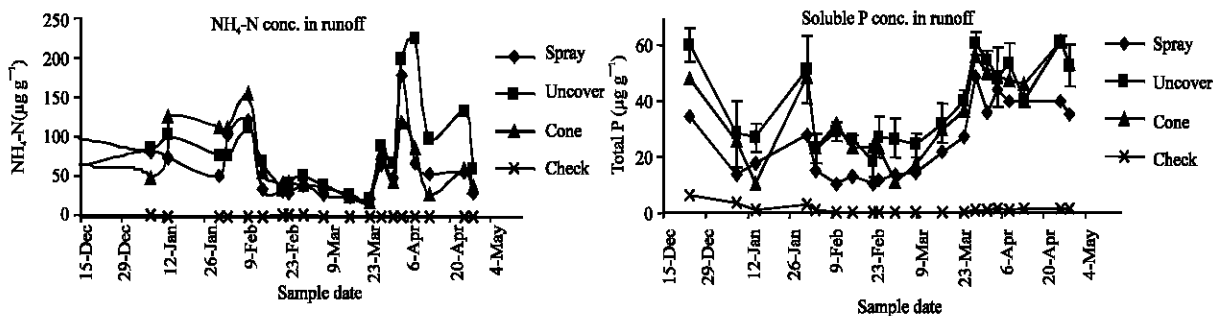 NH₄-N conc. in runoff
NH₄-N(µg g⁻¹)
250
200
150
100
50
0
15-Dec
29-Dec
12-Jan
26-Jan
9-Feb
23-Feb
9-Mar
23-Mar
6-Apr
20-Apr
4-May
Sample date
Spray
Uncover
Cone
Check
Soluble P conc. in runoff
Total P (µg g⁻¹)
60
40
20
0
15-Dec
29-Dec
12-Jan
26-Jan
9-Feb
23-Feb
9-Mar
23-Mar
6-Apr
20-Apr
4-May
Sample date
Spray
Uncover
Cone
Check